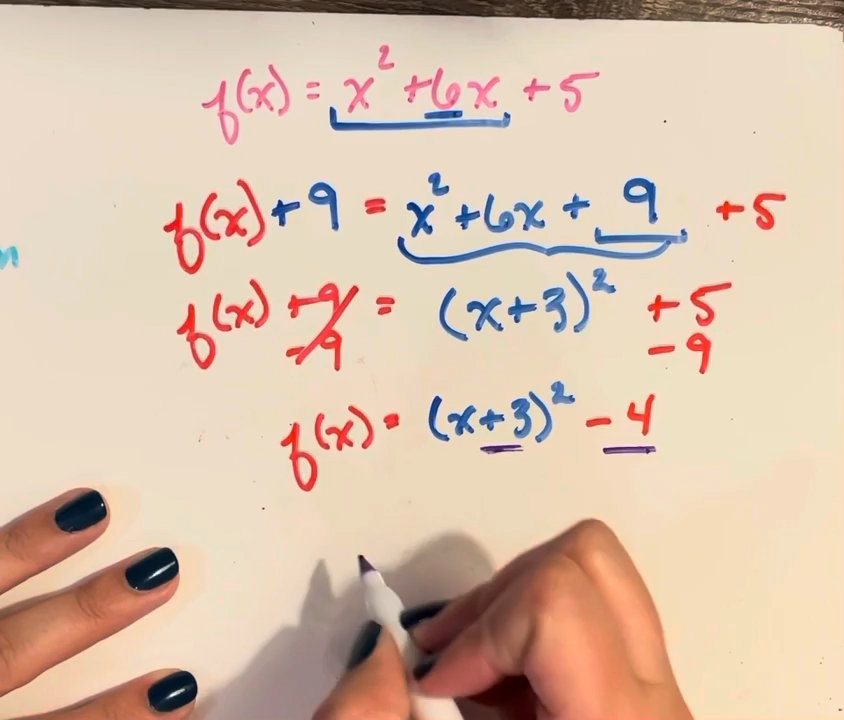 f(x) = x² + 6x + 5
f(x) + 9 = x² + 6x + 9 + 5
f(x) + 9 = (x + 3)² + 5
- 9 - 9
f(x) = (x + 3)² - 4